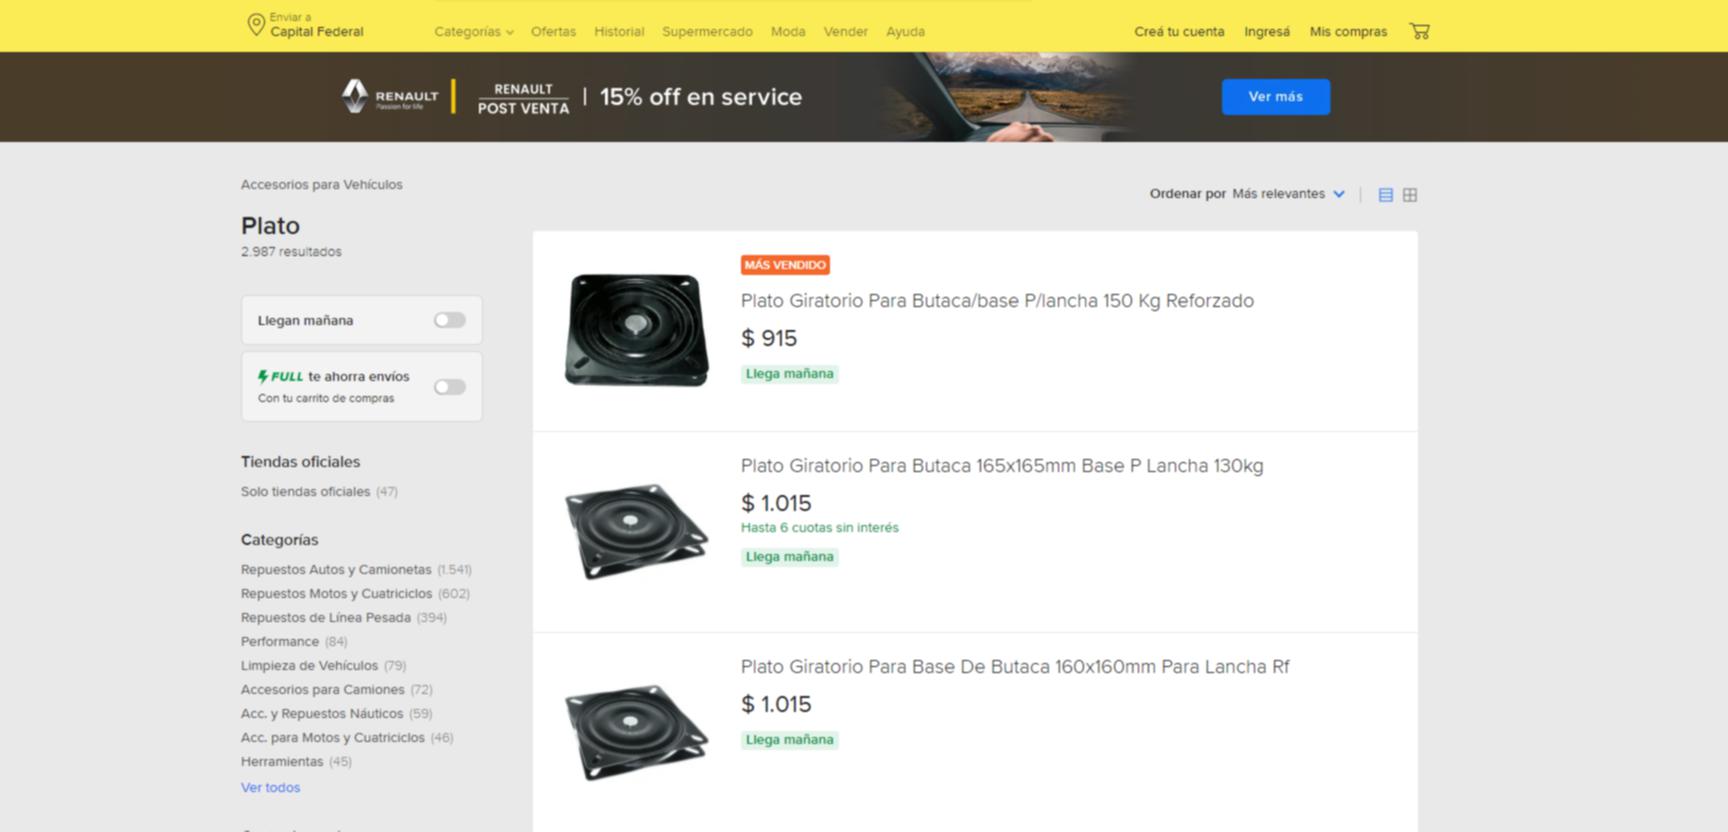 Enviar a
Capital Federal
Categorías Ofertas Historial Supermercado Moda Vender Ayuda
Creá tu cuenta Ingresá Mis compras
RENAULT
Passion for life
RENAULT
POST VENTA
15% off en service
Ver más
Accesorios para Vehículos
Plato
2.987 resultados
Ordenar por Más relevantes
Llegan mañana
FULL te ahorra envíos
Con tu carrito de compras
Tiendas oficiales
Solo tiendas oficiales (47)
Categorías
Repuestos Autos y Camionetas (1.541)
Repuestos Motos y Cuatriciclos (602)
Repuestos de Línea Pesada (394)
Performance (84)
Limpieza de Vehículos (79)
Accesorios para Camiones (72)
Acc. y Repuestos Náuticos (59)
Acc. para Motos y Cuatriciclos (46)
Herramientas (45)
Ver todos
MÁS VENDIDO
Plato Giratorio Para Butaca/base P/lancha 150 Kg Reforzado
$ 915
Llega mañana
Plato Giratorio Para Butaca 165x165mm Base P Lancha 130kg
$ 1.015
Hasta 6 cuotas sin interés
Llega mañana
Plato Giratorio Para Base De Butaca 160x160mm Para Lancha Rf
$ 1.015
Llega mañana